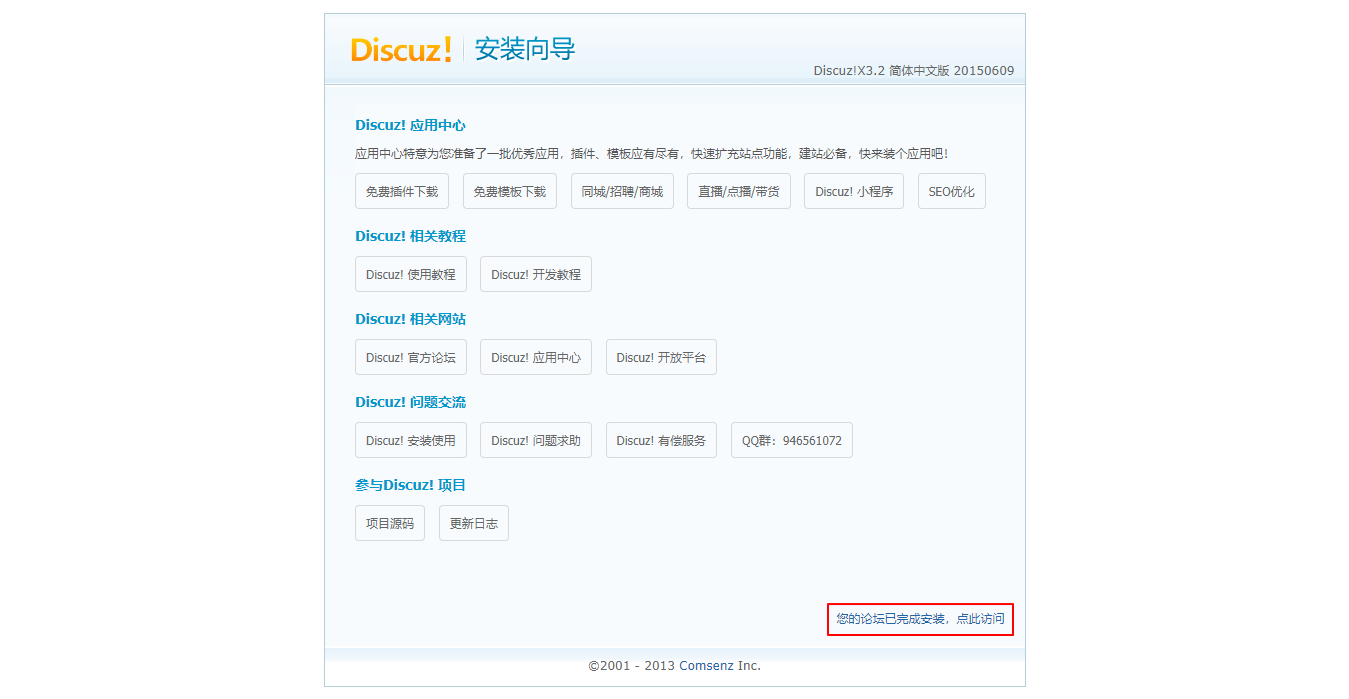 Discuz! 安装向导
Discuz!X3.2 简体中文版 20150609
Discuz! 应用中心
应用中心特意为您准备了一批优秀应用，插件、模板应有尽有，快速扩充站点功能，建站必备，快来装个应用吧！
免费插件下载 免费模板下载 同城/招聘/商城 直播/点播/带货 Discuz! 小程序 SEO优化
Discuz! 相关教程
Discuz! 使用教程 Discuz! 开发教程
Discuz! 相关网站
Discuz! 官方论坛 Discuz! 应用中心 Discuz! 开放平台
Discuz! 问题交流
Discuz! 安装使用 Discuz! 问题求助 Discuz! 有偿服务 QQ群：946561072
参与Discuz! 项目
项目源码 更新日志
您的论坛已完成安装，点此访问
©2001 - 2013 Comsenz Inc.